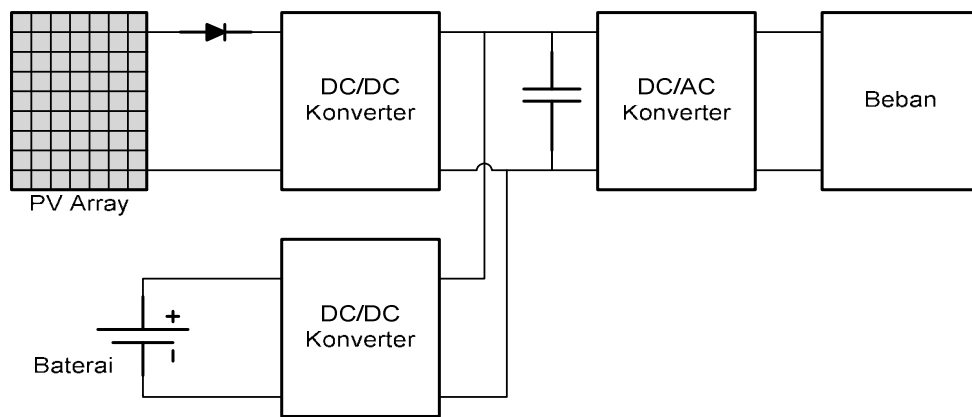 DC/DC
Konverter
DC/AC
Konverter
Beban
PV Array
DC/DC
Konverter
+
-
Baterai